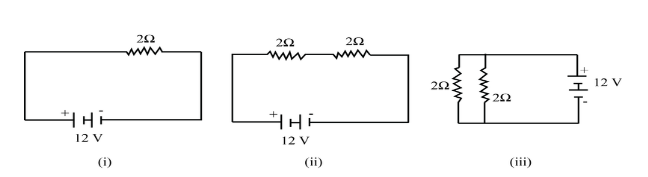 2Ω
+ -
12 V
(i)
2Ω 2Ω
+ -
12 V
(ii)
2Ω 2Ω
+
12 V
-
(iii)